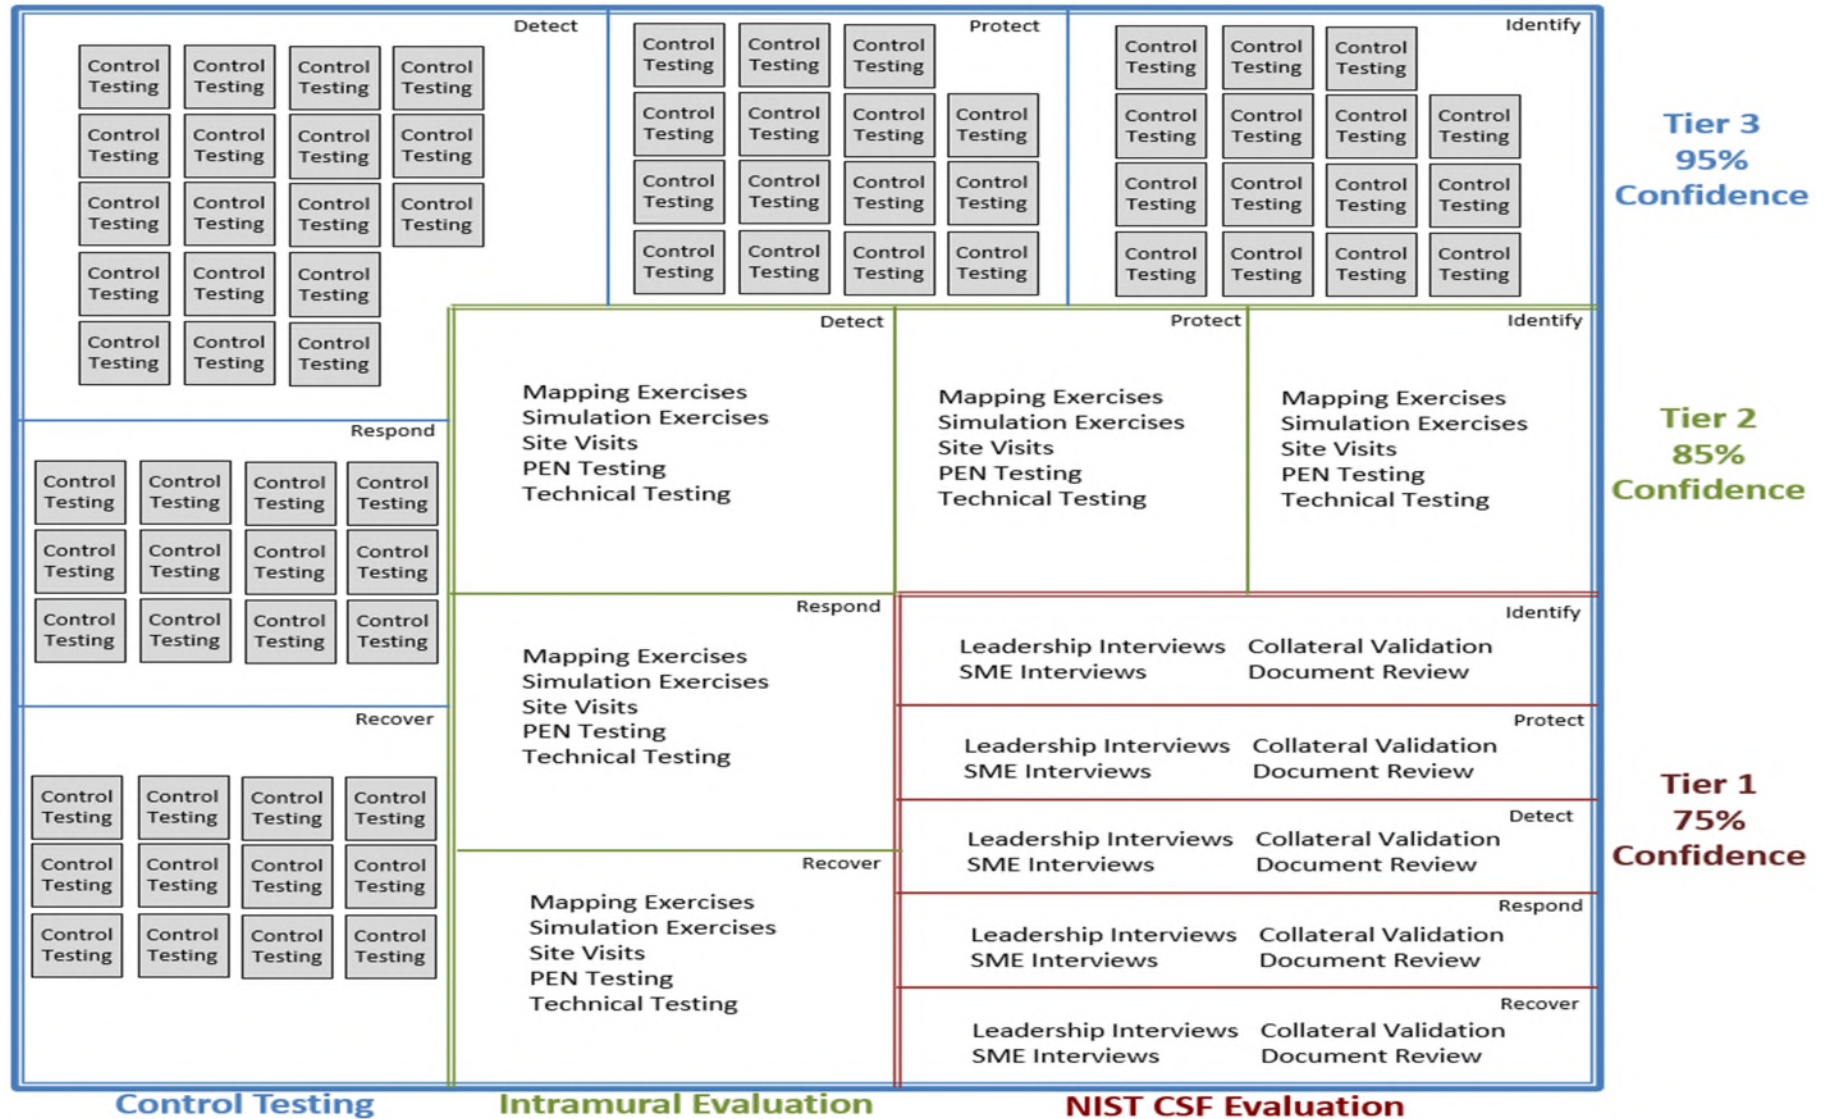 Detect
Control Testing Control Testing Control Testing Control Testing
Control Testing Control Testing Control Testing Control Testing
Control Testing Control Testing Control Testing Control Testing
Control Testing Control Testing Control Testing
Control Testing Control Testing Control Testing
Protect
Control Testing Control Testing Control Testing
Control Testing Control Testing Control Testing Control Testing
Control Testing Control Testing Control Testing Control Testing
Control Testing Control Testing Control Testing Control Testing
Identify
Control Testing Control Testing Control Testing
Control Testing Control Testing Control Testing Control Testing
Control Testing Control Testing Control Testing Control Testing
Control Testing Control Testing Control Testing Control Testing
Tier 3
95%
Confidence
Respond
Control Testing Control Testing Control Testing Control Testing
Control Testing Control Testing Control Testing Control Testing
Control Testing Control Testing Control Testing Control Testing
Recover
Control Testing Control Testing Control Testing Control Testing
Control Testing Control Testing Control Testing Control Testing
Control Testing Control Testing Control Testing Control Testing
Detect
Mapping Exercises
Simulation Exercises
Site Visits
PEN Testing
Technical Testing
Protect
Mapping Exercises
Simulation Exercises
Site Visits
PEN Testing
Technical Testing
Identify
Mapping Exercises
Simulation Exercises
Site Visits
PEN Testing
Technical Testing
Tier 2
85%
Confidence
Respond
Mapping Exercises
Simulation Exercises
Site Visits
PEN Testing
Technical Testing
Recover
Mapping Exercises
Simulation Exercises
Site Visits
PEN Testing
Technical Testing
Identify
Leadership Interviews Collateral Validation
SME Interviews Document Review
Protect
Leadership Interviews Collateral Validation
SME Interviews Document Review
Detect
Leadership Interviews Collateral Validation
SME Interviews Document Review
Respond
Leadership Interviews Collateral Validation
SME Interviews Document Review
Recover
Leadership Interviews Collateral Validation
SME Interviews Document Review
Tier 1
75%
Confidence
Control Testing
Intramural Evaluation
NIST CSF Evaluation